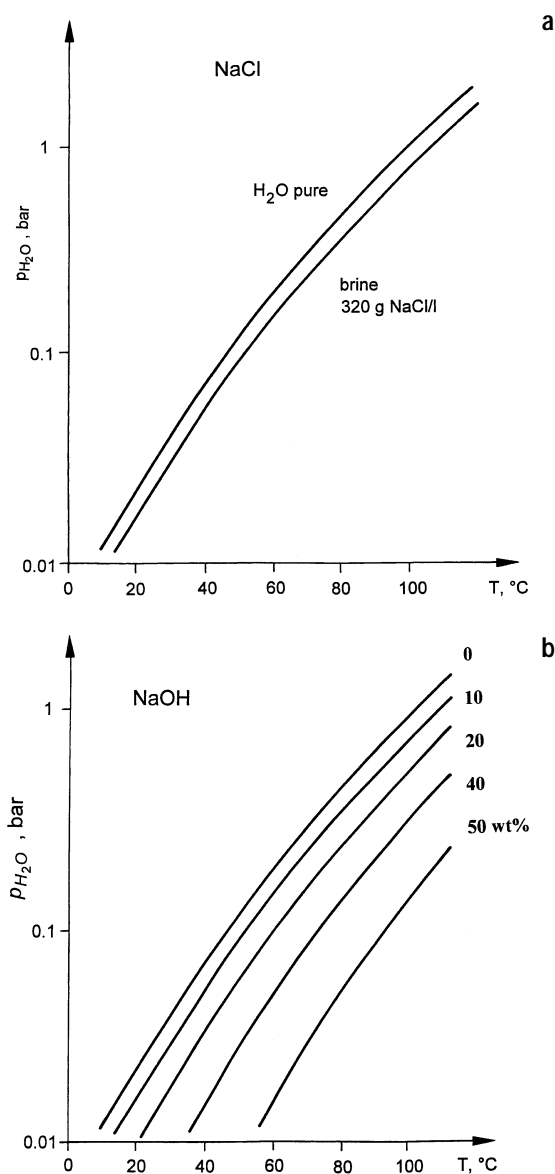 a
NaCl
1
H₂O pure
pH₂O , bar
brine
320 g NaCl/l
0.1
0.01
0 20 40 60 80 100 T, °C
b
0
NaOH
10
1
20
40
50 wt%
pH₂O , bar
0.1
0.01
0 20 40 60 80 100 T, °C